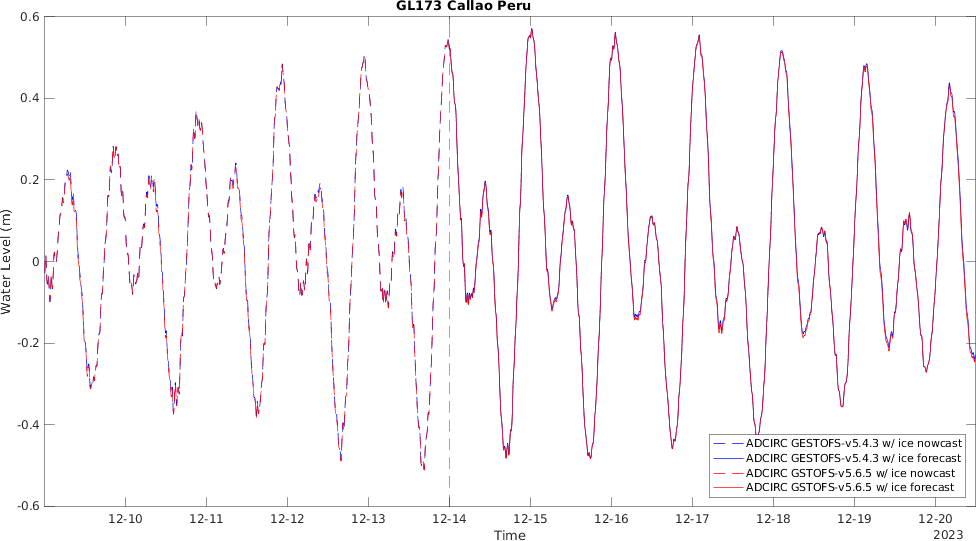 GL173 Callao Peru
0.6
0.4
0.2
0
-0.2
-0.4
-0.6
Water Level (m)
12-10 12-11 12-12 12-13 12-14 12-15 12-16 12-17 12-18 12-19 12-20
Time
2023
ADCIRC GESTOFS-v5.4.3 w/ ice nowcast
ADCIRC GESTOFS-v5.4.3 w/ ice forecast
ADCIRC GSTOFS-v5.6.5 w/ ice nowcast
ADCIRC GSTOFS-v5.6.5 w/ ice forecast